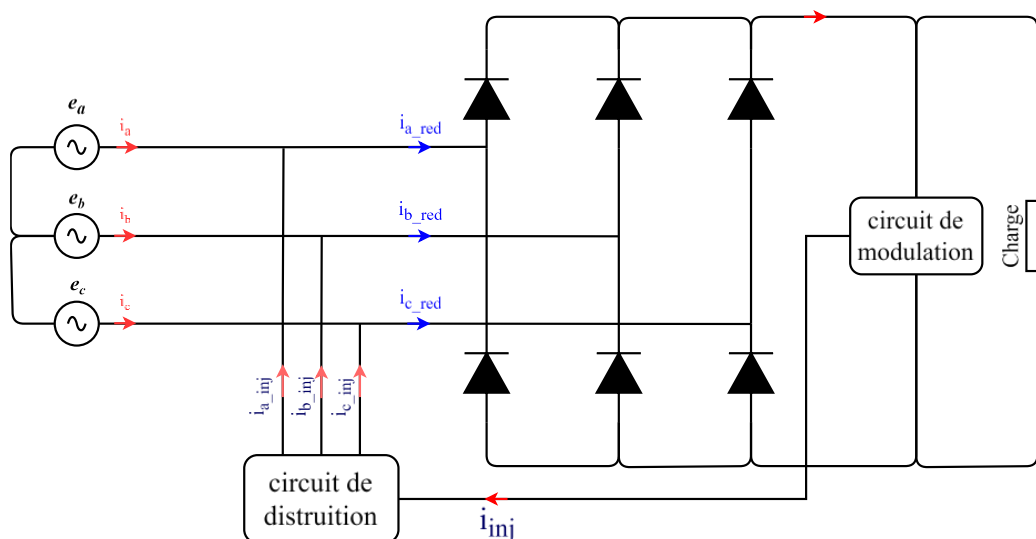 e_a
i_a
i_a_red
e_b
i_b
i_b_red
circuit de
modulation
Charge
e_c
i_c
i_c_red
i_a_inj
i_b_inj
i_c_inj
circuit de
distruition
i_inj